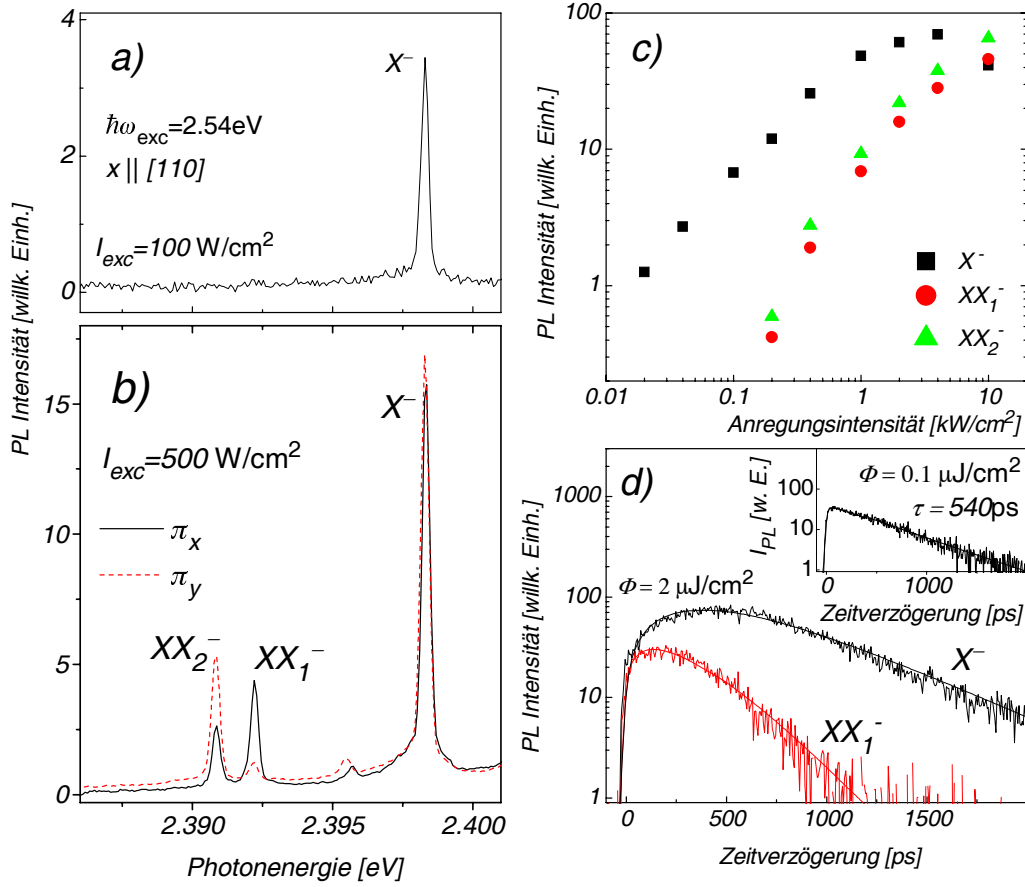 a)
X⁻
ħω_exc=2.54eV
x || [110]
I_exc=100 W/cm²
4
2
0
PL Intensität [willk. Einh.]
b)
X⁻
I_exc=500 W/cm²
π_x
π_y
XX₂⁻
XX₁⁻
15
10
5
0
2.390
2.395
2.400
Photonenergie [eV]
c)
PL Intensität [willk. Einh.]
100
10
1
X⁻
XX₁⁻
XX₂⁻
0.01
0.1
1
10
Anregungsintensität [kW/cm²]
d)
PL Intensität [willk. Einh.]
1000
100
10
1
Φ = 2 μJ/cm²
X⁻
XX₁⁻
0
500
1000
1500
Zeitverzögerung [ps]
I_PL [w. E.]
100
10
1
Φ = 0.1 μJ/cm²
τ = 540ps
0
1000
Zeitverzögerung [ps]